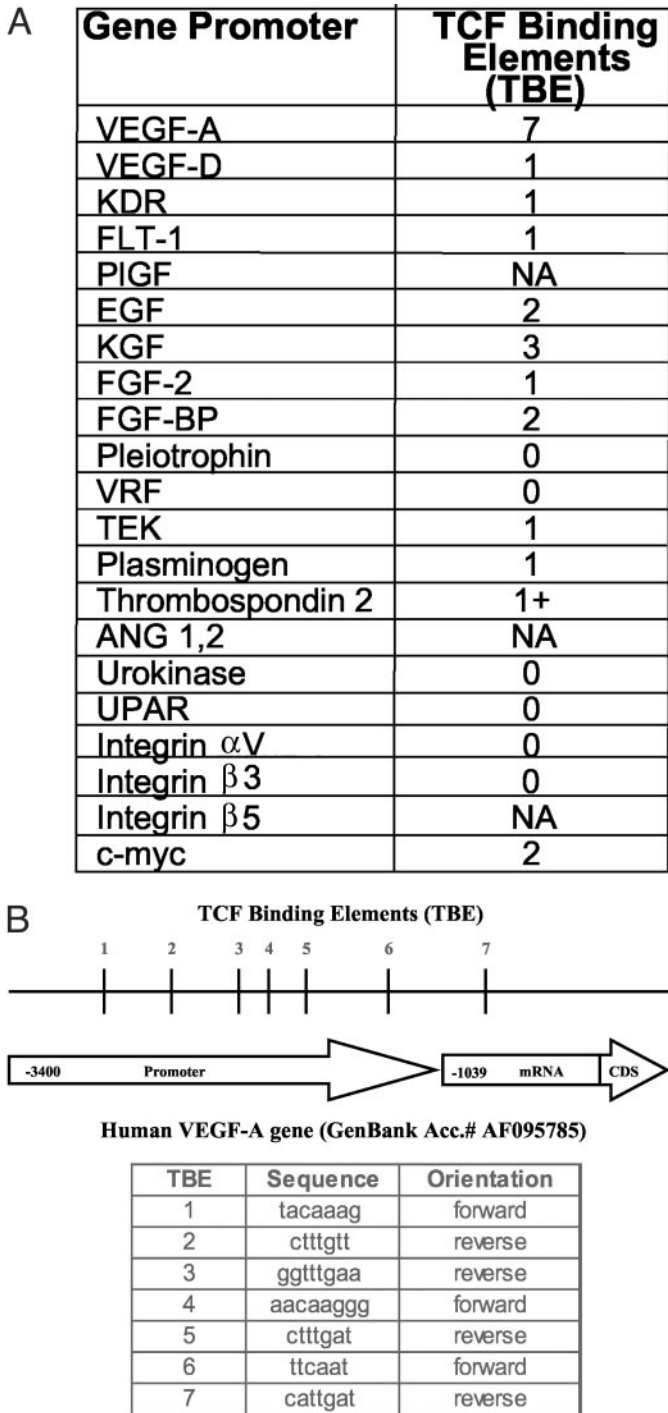 A
Gene Promoter TCF Binding
Elements
(TBE)
VEGF-A 7
VEGF-D 1
KDR 1
FLT-1 1
PlGF NA
EGF 2
KGF 3
FGF-2 1
FGF-BP 2
Pleiotrophin 0
VRF 0
TEK 1
Plasminogen 1
Thrombospondin 2 1+
ANG 1,2 NA
Urokinase 0
UPAR 0
Integrin αV 0
Integrin β3 0
Integrin β5 NA
c-myc 2
B
TCF Binding Elements (TBE)
1 2 3 4 5 6 7
-3400 Promoter -1039 mRNA CDS
Human VEGF-A gene (GenBank Acc.# AF095785)
TBE Sequence Orientation
1 tacaaag forward
2 ctttgtt reverse
3 ggtttgaa reverse
4 aacaaggg forward
5 ctttgat reverse
6 ttcaat forward
7 cattgat reverse